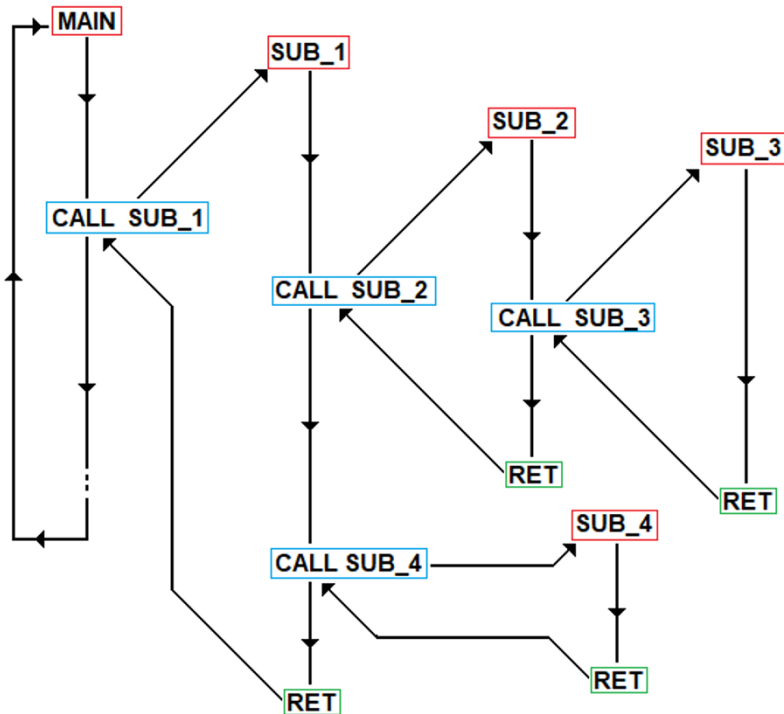 MAIN
SUB_1
SUB_2
SUB_3
CALL SUB_1
CALL SUB_2
CALL SUB_3
RET
RET
SUB_4
CALL SUB_4
RET
RET